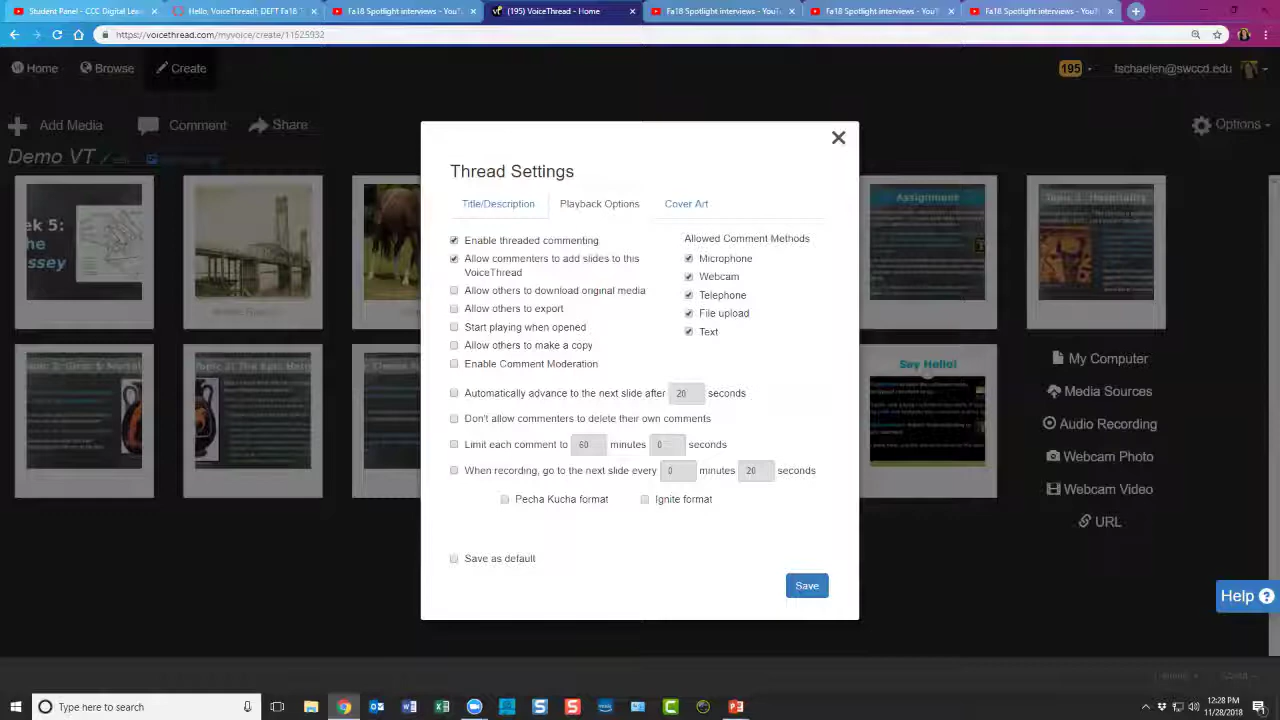 Student Panel - CCC Digital Le
Hello, VoiceThread!: DEFT Fa18 T
Fa18 Spotlight interviews - YouT
(195) VoiceThread - Home
Fa18 Spotlight interviews - YouT
Fa18 Spotlight interviews - YouT
Fa18 Spotlight interviews - YouT
https://voicethread.com/myvoice/create/11525932
Home
Browse
Create
195
tschaelen@swccd.edu
Add Media
Comment
Share
Options
Demo VT
Thread Settings
Title/Description
Playback Options
Cover Art
Enable threaded commenting
Allow commenters to add slides to this
VoiceThread
Allow others to download original media
Allow others to export
Start playing when opened
Allow others to make a copy
Enable Comment Moderation
Allowed Comment Methods
Microphone
Webcam
Telephone
File upload
Text
Automatically advance to the next slide after 20 seconds
Don't allow commenters to delete their own comments
Limit each comment to 60 minutes 0 seconds
When recording, go to the next slide every 0 minutes 20 seconds
Pecha Kucha format
Ignite format
Save as default
Save
ek 5:
ne
ssey
Assignment
Say Hello!
My Computer
Media Sources
Audio Recording
Webcam Photo
Webcam Video
URL
Help
Type here to search
12:28 PM
11/28/2018